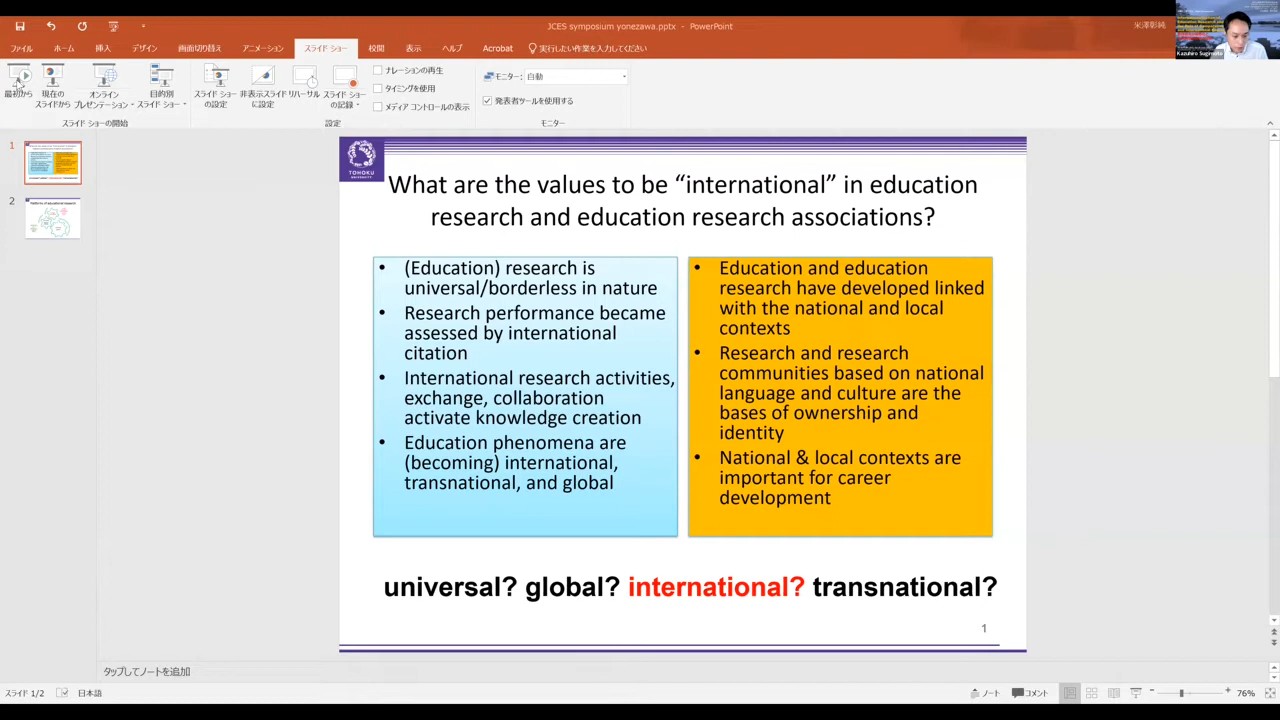 JCES symposium yonezawa.pptx - PowerPoint
米澤彰純
ファイル ホーム 挿入 デザイン 画面切り替え アニメーション スライド ショー 校閲 表示 ヘルプ Acrobat 実行したい作業を入力してください
最初から
現在の
スライドから
オンライン
プレゼンテーション
目的別
スライド ショー
スライド ショーの開始
スライド ショー
の設定
非表示スライド
に設定
リハーサル
スライド ショー
の記録
ナレーションの再生
タイミングを使用
メディア コントロールの表示
設定
モニター: 自動
発表者ツールを使用する
モニター
Kazuhiro Sugimoto
1
2
TOHOKU
UNIVERSITY
What are the values to be “international” in education
research and education research associations?
• (Education) research is
universal/borderless in nature
• Research performance became
assessed by international
citation
• International research activities,
exchange, collaboration
activate knowledge creation
• Education phenomena are
(becoming) international,
transnational, and global
• Education and education
research have developed linked
with the national and local
contexts
• Research and research
communities based on national
language and culture are the
bases of ownership and
identity
• National & local contexts are
important for career
development
universal? global? international? transnational?
1
タップしてノートを追加
スライド 1/2 日本語 ノート コメント 76%